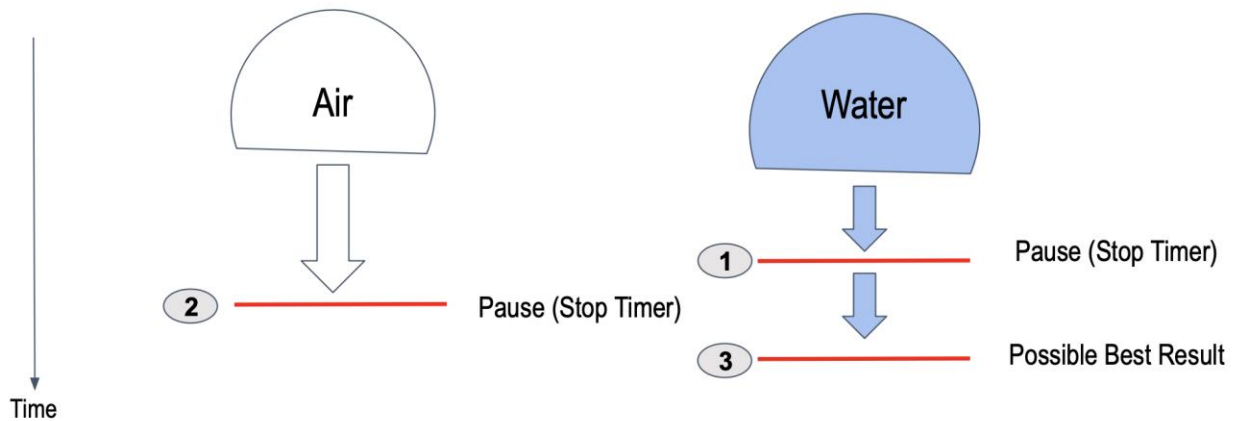 Air
Water
1
Pause (Stop Timer)
2
Pause (Stop Timer)
3
Possible Best Result
Time